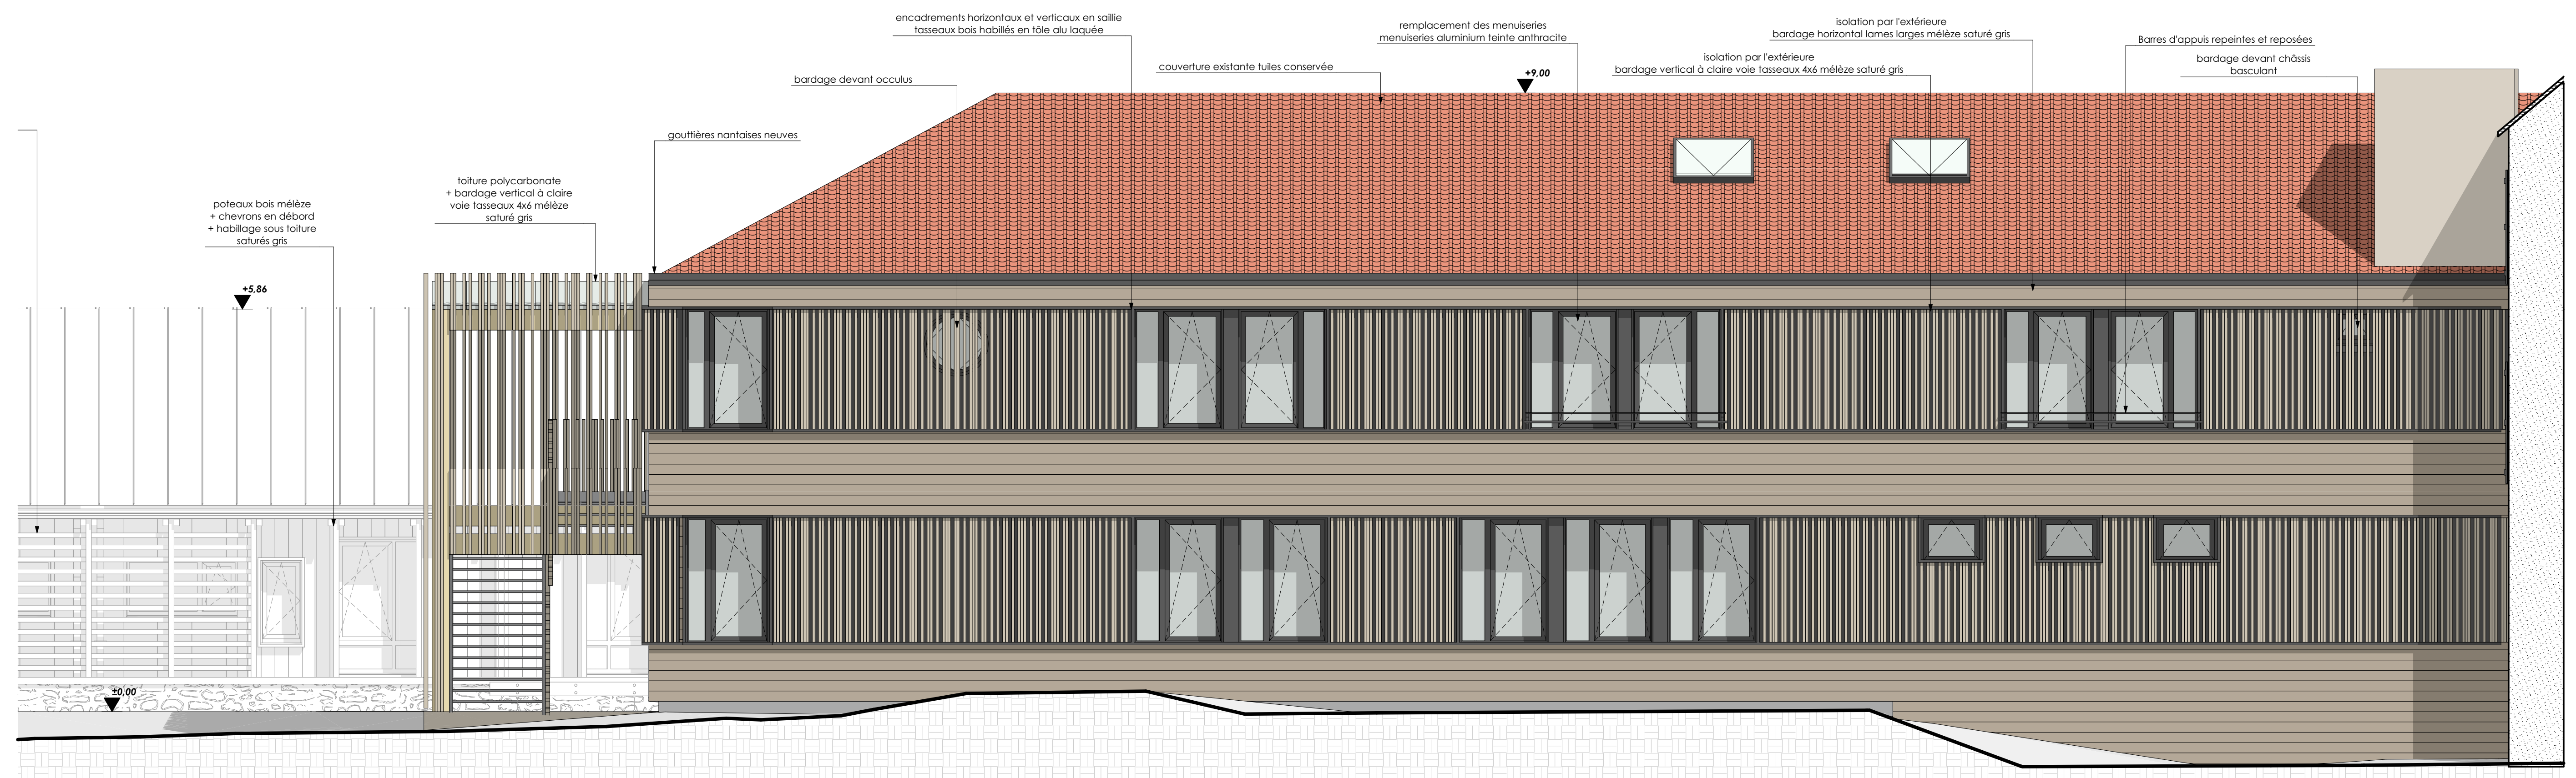 encadrements horizontaux et verticaux en saillie
tasseaux bois habillés en tôle alu laquée
remplacement des menuiseries
menuiseries aluminium teinte anthracite
isolation par l'extérieure
bardage horizontal lames larges mélèze saturé gris
Barres d'appuis repeintes et reposées
isolation par l'extérieure
bardage vertical à claire voie tasseaux 4x6 mélèze saturé gris
bardage devant châssis
basculant
couverture existante tuiles conservée
+9,00
bardage devant occulus
gouttières nantaises neuves
toiture polycarbonate
+ bardage vertical à claire
voie tasseaux 4x6 mélèze
saturé gris
poteaux bois mélèze
+ chevrons en débord
+ habillage sous toiture
saturés gris
+5,86
±0,00